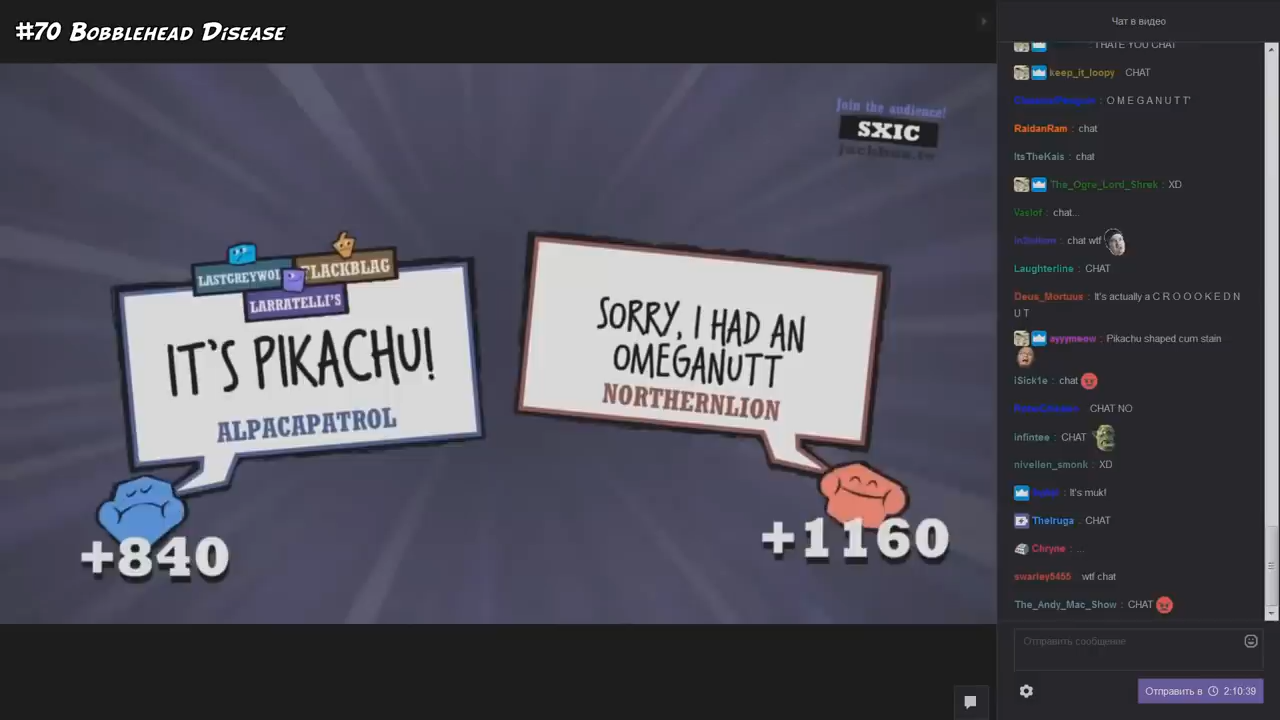 #70 Bobblehead Disease
Join the audience!
SXIC
jackbox.tv
LASTGREYWOL
FLACKBLAG
LARRATELLI'S
IT'S PIKACHU!
ALPACAPATROL
+840
SORRY, I HAD AN
OMEGANUTT
NORTHERNLION
+1160
Чат в видео
: I HATE YOU CHAT
keep_it_loopy CHAT
: O M E G A N U T T'
RaidanRam : chat
ItsTheKais : chat
The_Ogre_Lord_Shrek : XD
Vaslof : chat...
: chat wtf
Laughterline : CHAT
Deus_Mortuus : It's actually a C R O O O K E D N
U T
ayyymeow : Pikachu shaped cum stain
iSick1e : chat
CHAT NO
infintee : CHAT
nivellen_smonk : XD
: It's muk!
TheIruga : CHAT
Chryne : ...
swarley5455 wtf chat
The_Andy_Mac_Show : CHAT
Отправить сообщение
Отправить в 2:10:39